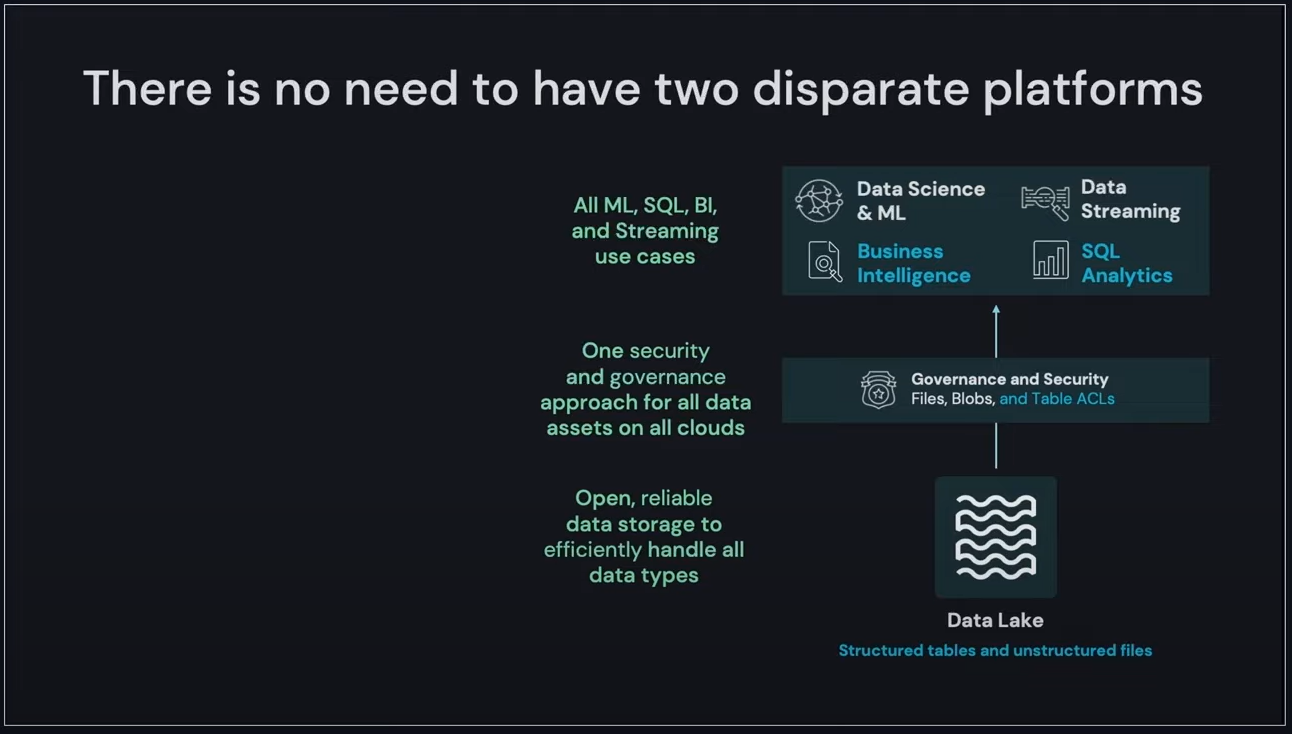 There is no need to have two disparate platforms
All ML, SQL, BI,
and Streaming
use cases
Data Science
& ML
Data
Streaming
Business
Intelligence
SQL
Analytics
One security
and governance
approach for all data
assets on all clouds
Governance and Security
Files, Blobs, and Table ACLs
Open, reliable
data storage to
efficiently handle all
data types
Data Lake
Structured tables and unstructured files